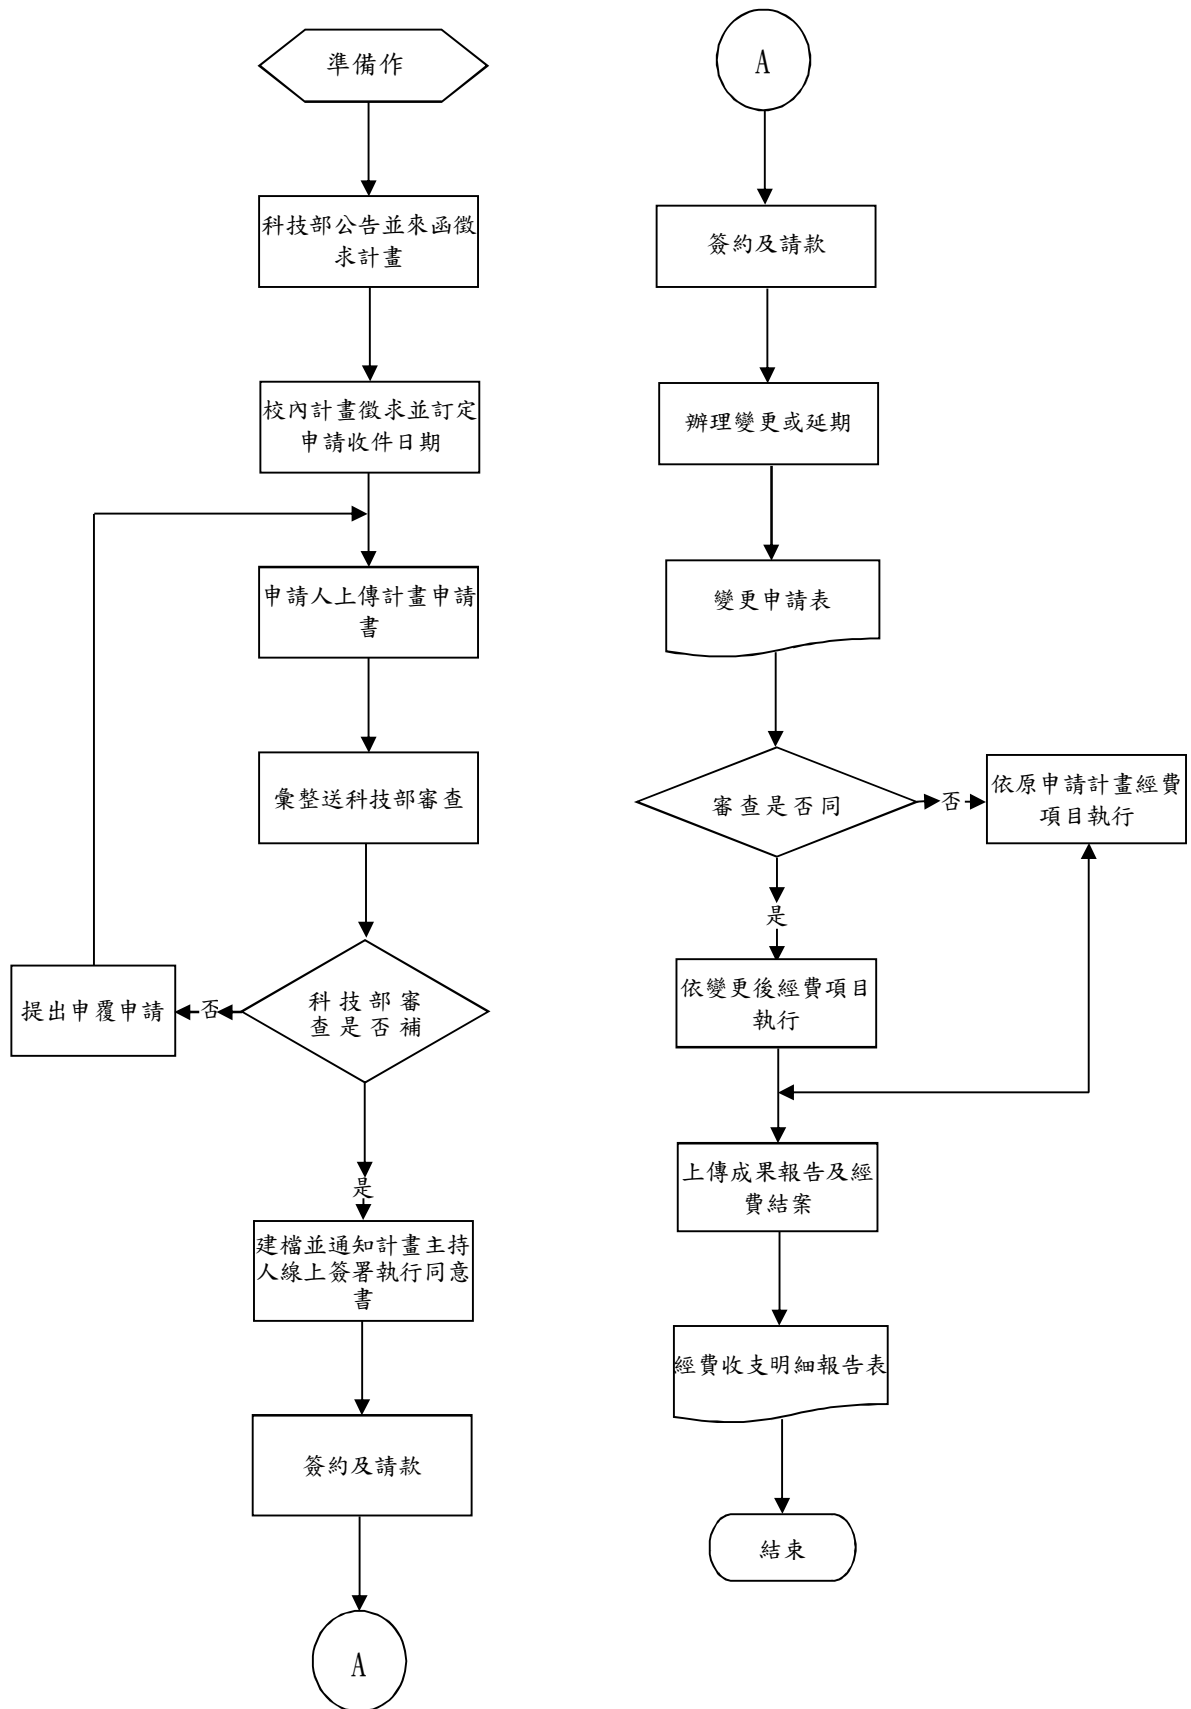 準備作
科技部公告並來函徵
求計畫
校內計畫徵求並訂定
申請收件日期
申請人上傳計畫申請
書
彙整送科技部審查
科技部審
查是否補
否
提出申覆申請
是
建檔並通知計畫主持
人線上簽署執行同意
書
簽約及請款
A
A
簽約及請款
辦理變更或延期
變更申請表
審查是否同
否
依原申請計畫經費
項目執行
是
依變更後經費項目
執行
上傳成果報告及經
費結案
經費收支明細報告表
結束